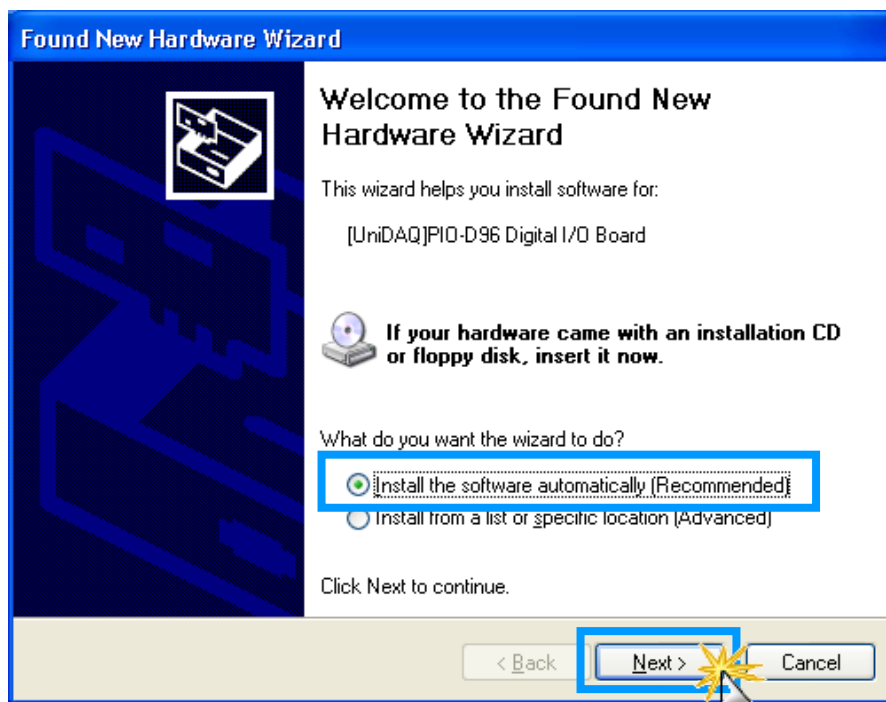 Found New Hardware Wizard
Welcome to the Found New
Hardware Wizard
This wizard helps you install software for:
[UniDAQ]PIO-D96 Digital I/O Board
If your hardware came with an installation CD
or floppy disk, insert it now.
What do you want the wizard to do?
Install the software automatically (Recommended)
Install from a list or specific location (Advanced)
Click Next to continue.
< Back Next > Cancel